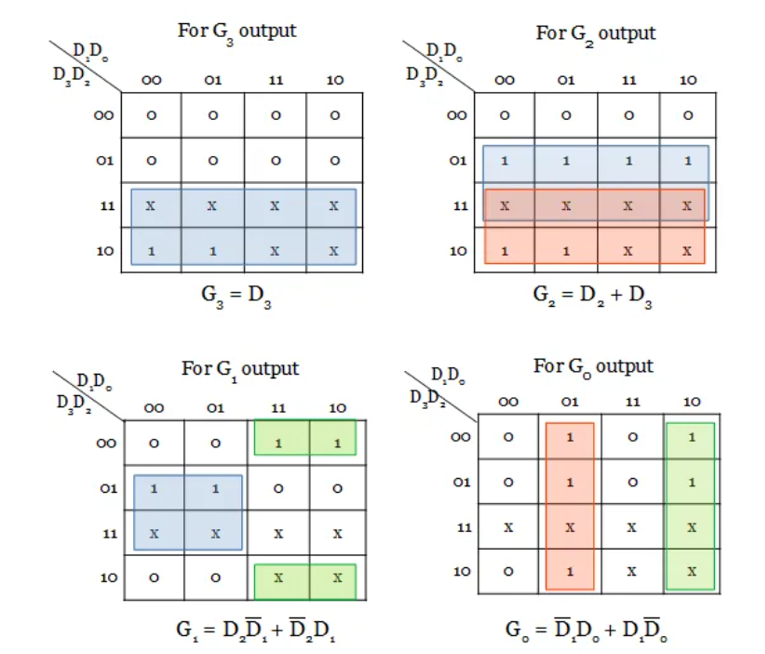 For G₃ output
D₁D₀
D₃D₂
00 01 11 10
00 0 0 0 0
01 0 0 0 0
11 X X X X
10 1 1 X X
G₃ = D₃
For G₂ output
D₁D₀
D₃D₂
00 01 11 10
00 0 0 0 0
01 1 1 1 1
11 X X X X
10 1 1 X X
G₂ = D₂ + D₃
For G₁ output
D₁D₀
D₃D₂
00 01 11 10
00 0 0 1 1
01 1 1 0 0
11 X X X X
10 0 0 X X
G₁ = D₂D̅₁ + D̅₂D₁
For G₀ output
D₁D₀
D₃D₂
00 01 11 10
00 0 1 0 1
01 0 1 0 1
11 X X X X
10 0 1 X X
G₀ = D̅₁D₀ + D₁D̅₀